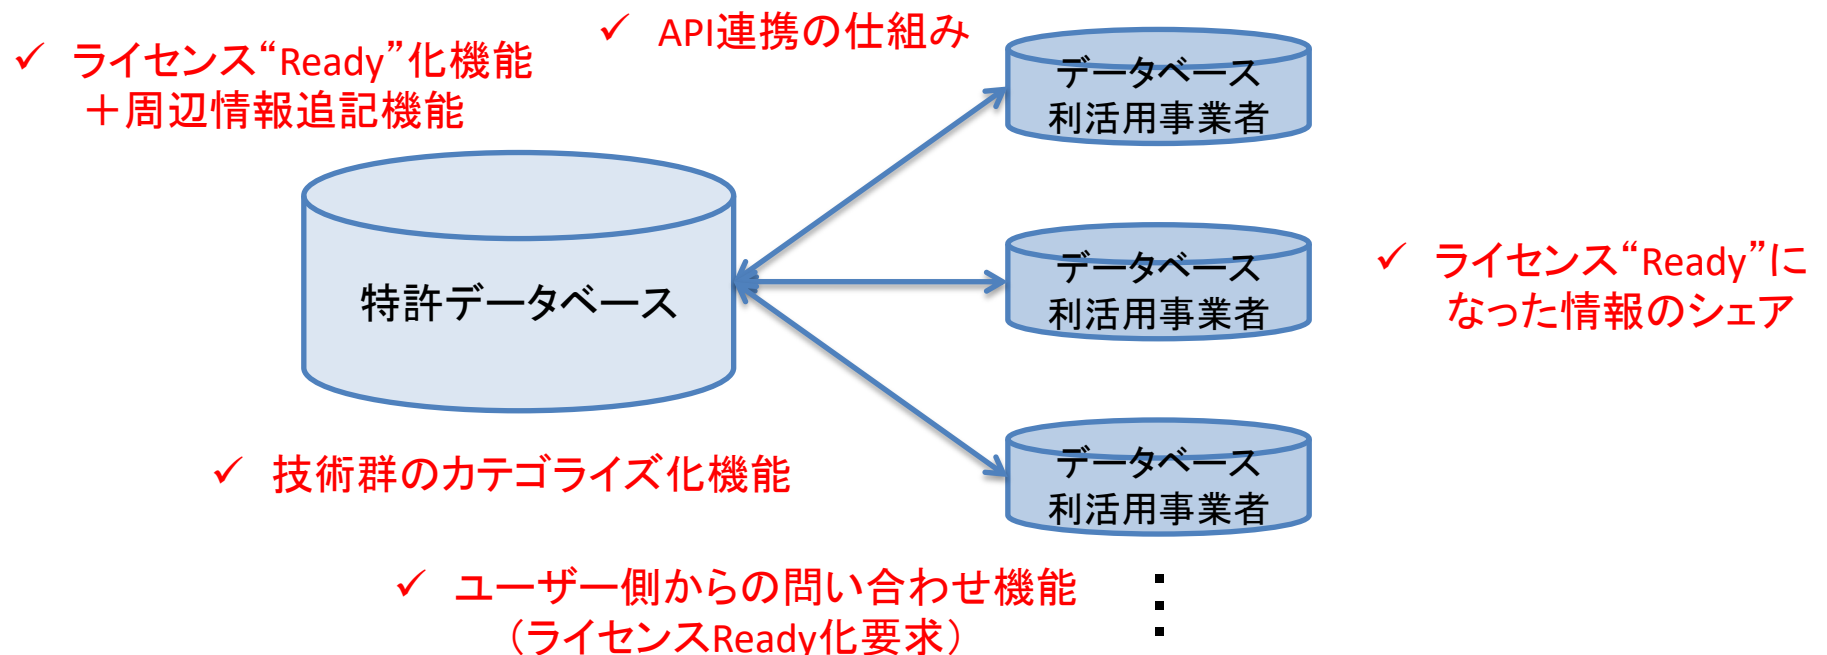 ✓ API連携の仕組み
✓ ライセンス“Ready”化機能
＋周辺情報追記機能
データベース
利活用事業者
特許データベース
データベース
利活用事業者
✓ ライセンス“Ready”に
なった情報のシェア
データベース
利活用事業者
✓ 技術群のカテゴライズ化機能
✓ ユーザー側からの問い合わせ機能
（ライセンスReady化要求）